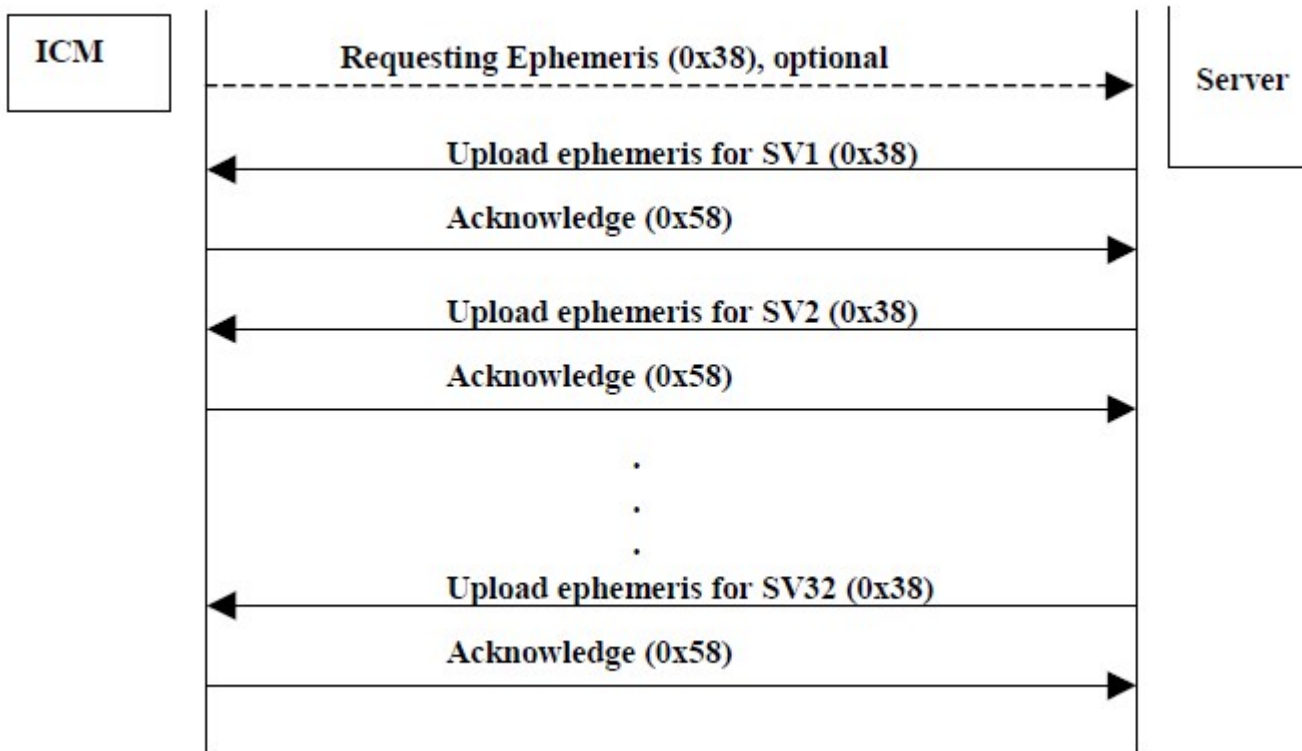 ICM
Requesting Ephemeris (0x38), optional
Server
Upload ephemeris for SV1 (0x38)
Acknowledge (0x58)
Upload ephemeris for SV2 (0x38)
Acknowledge (0x58)
.
.
.
Upload ephemeris for SV32 (0x38)
Acknowledge (0x58)